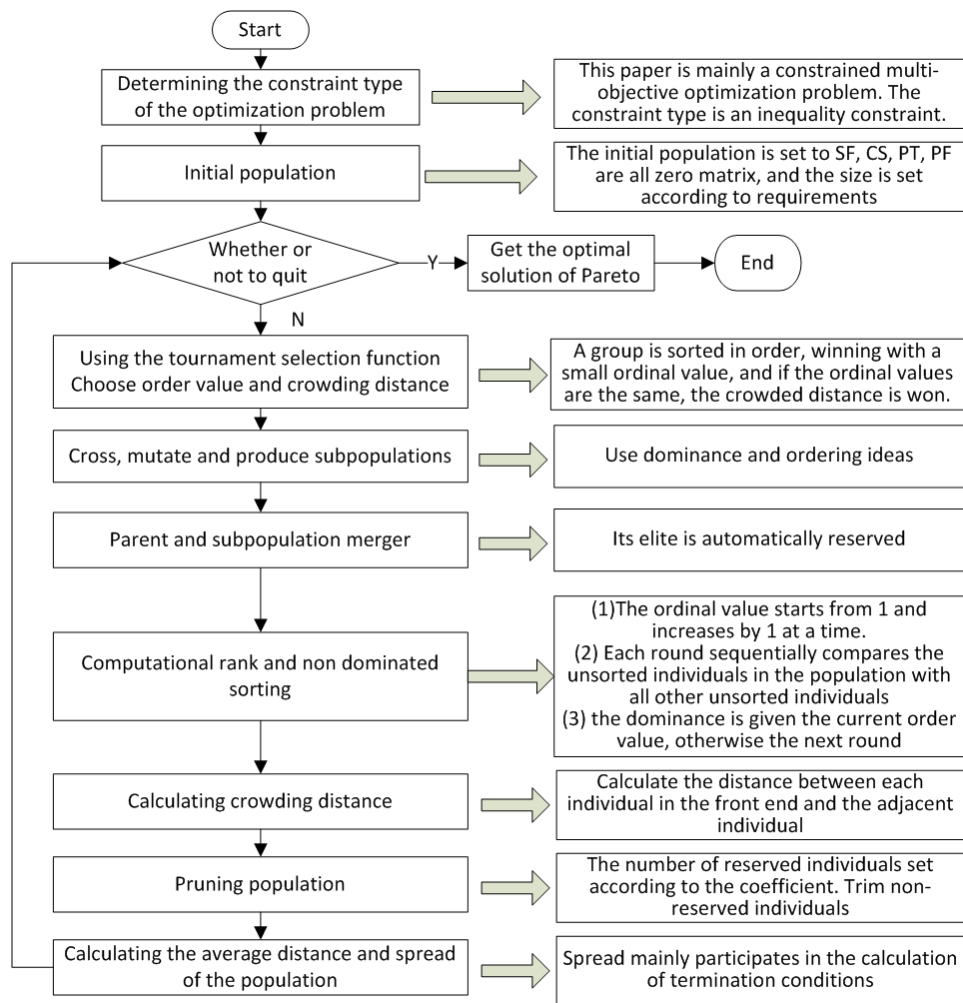 Start
Determining the constraint type
of the optimization problem
This paper is mainly a constrained multi-
objective optimization problem. The
constraint type is an inequality constraint.
Initial population
The initial population is set to SF, CS, PT, PF
are all zero matrix, and the size is set
according to requirements
Whether or
not to quit
Y
Get the optimal
solution of Pareto
End
N
Using the tournament selection function
Choose order value and crowding distance
A group is sorted in order, winning with a
small ordinal value, and if the ordinal values
are the same, the crowded distance is won.
Cross, mutate and produce subpopulations
Use dominance and ordering ideas
Parent and subpopulation merger
Its elite is automatically reserved
Computational rank and non dominated
sorting
(1)The ordinal value starts from 1 and
increases by 1 at a time.
(2) Each round sequentially compares the
unsorted individuals in the population with
all other unsorted individuals
(3) the dominance is given the current order
value, otherwise the next round
Calculating crowding distance
Calculate the distance between each
individual in the front end and the adjacent
individual
Pruning population
The number of reserved individuals set
according to the coefficient. Trim non-
reserved individuals
Calculating the average distance and spread
of the population
Spread mainly participates in the calculation
of termination conditions